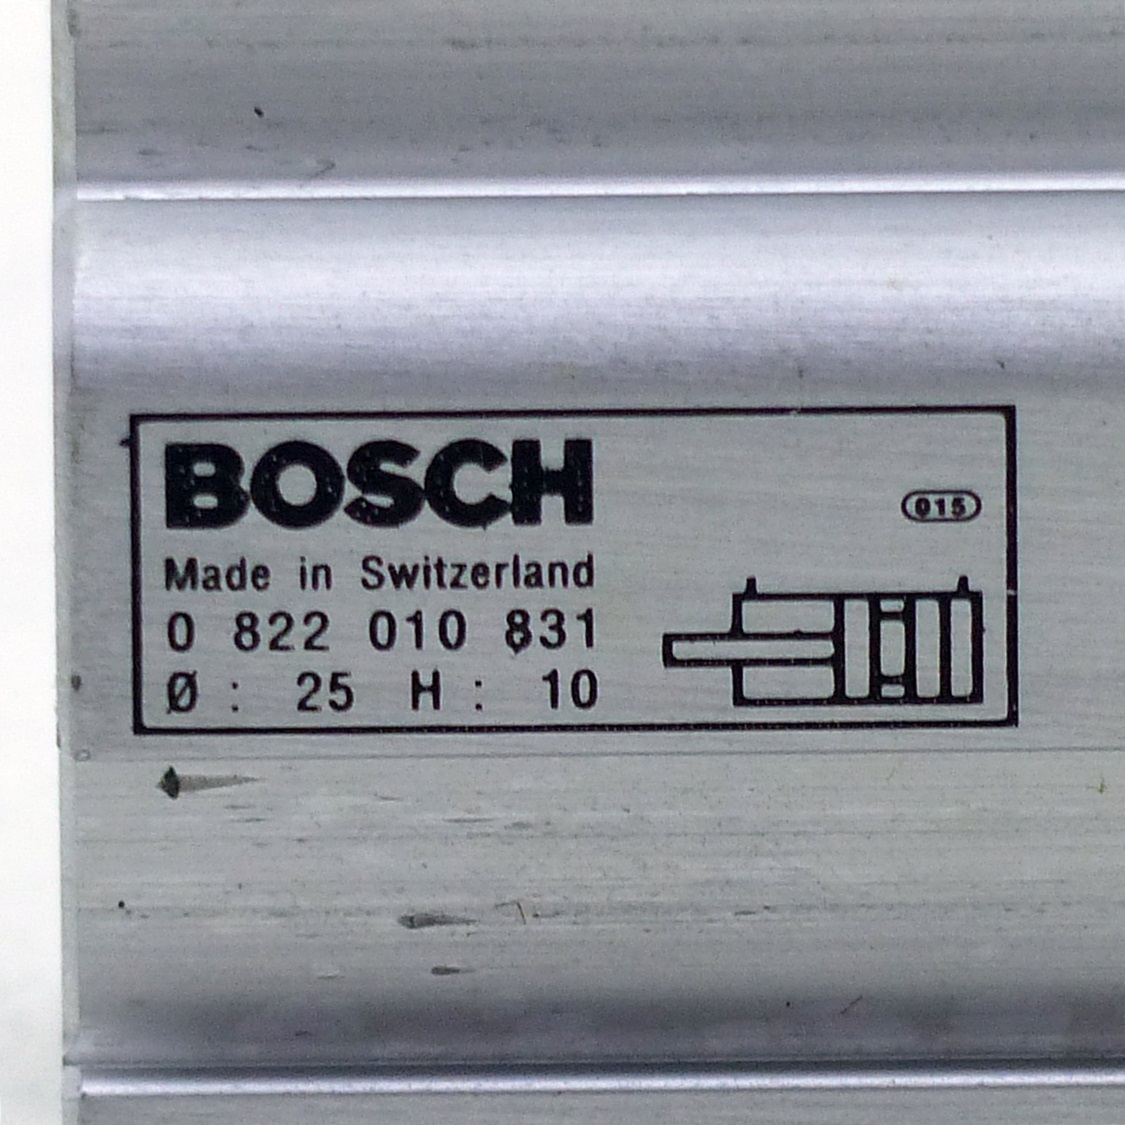 BOSCH
015
Made in Switzerland
0 822 010 831
Ø : 25 H : 10